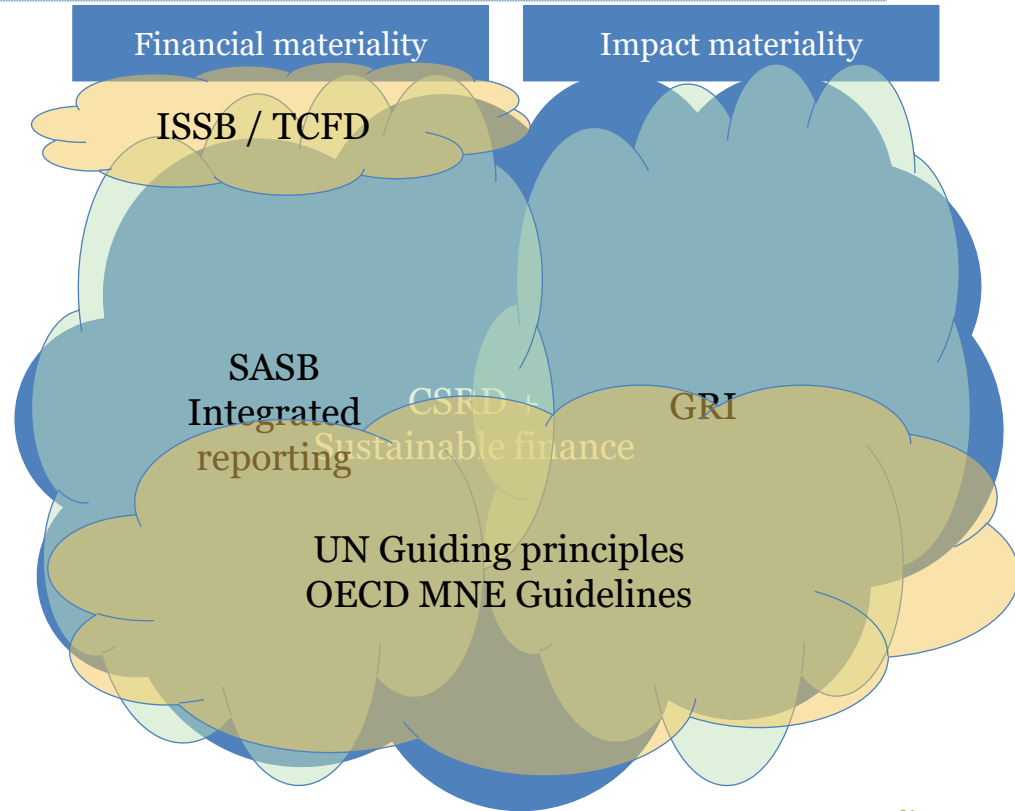 Financial materiality
Impact materiality
ISSB / TCFD
SASB
Integrated
reporting
CSRD +
Sustainable finance
GRI
UN Guiding principles
OECD MNE Guidelines